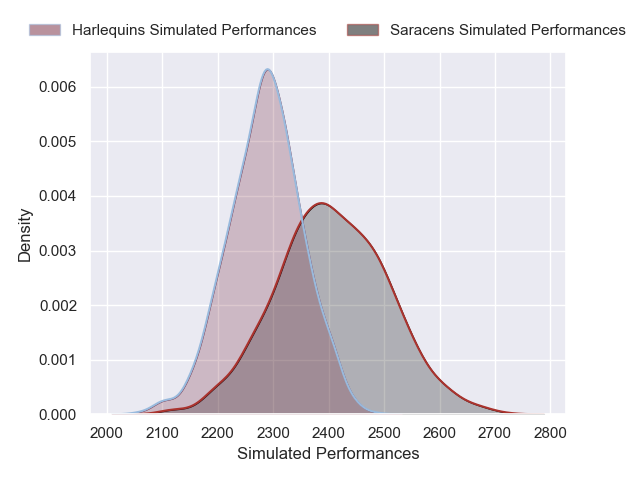 Harlequins Simulated Performances Saracens Simulated Performances
0.006
0.005
0.004
0.003
0.002
0.001
0.000
Density
2000 2100 2200 2300 2400 2500 2600 2700 2800
Simulated Performances